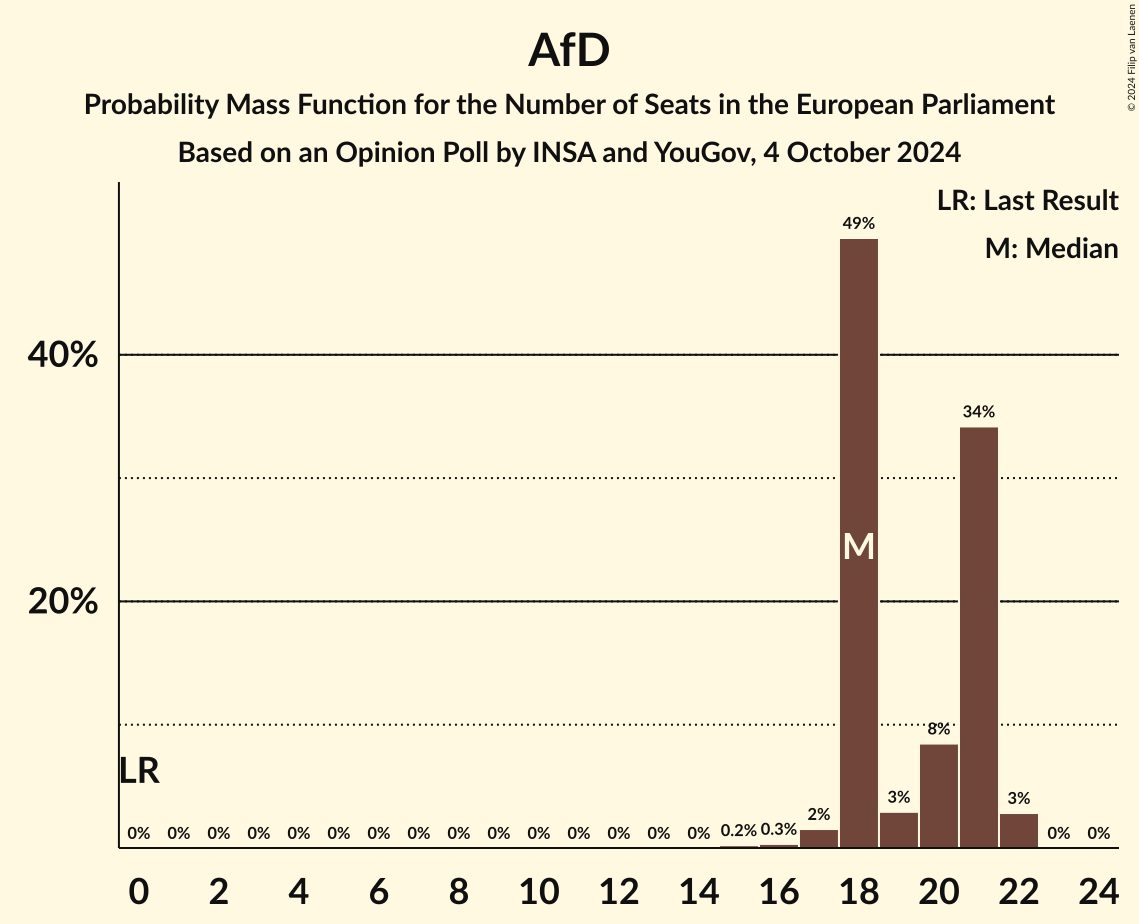 AfD
Probability Mass Function for the Number of Seats in the European Parliament
Based on an Opinion Poll by INSA and YouGov, 4 October 2024
© 2024 Filip van Laenen
LR: Last Result
M: Median
49%
40%
34%
M
20%
8%
LR
0% 0% 0% 0% 0% 0% 0% 0% 0% 0% 0% 0% 0% 0% 0% 0.2% 0.3% 2% 3% 3% 0% 0%
0 2 4 6 8 10 12 14 16 18 20 22 24